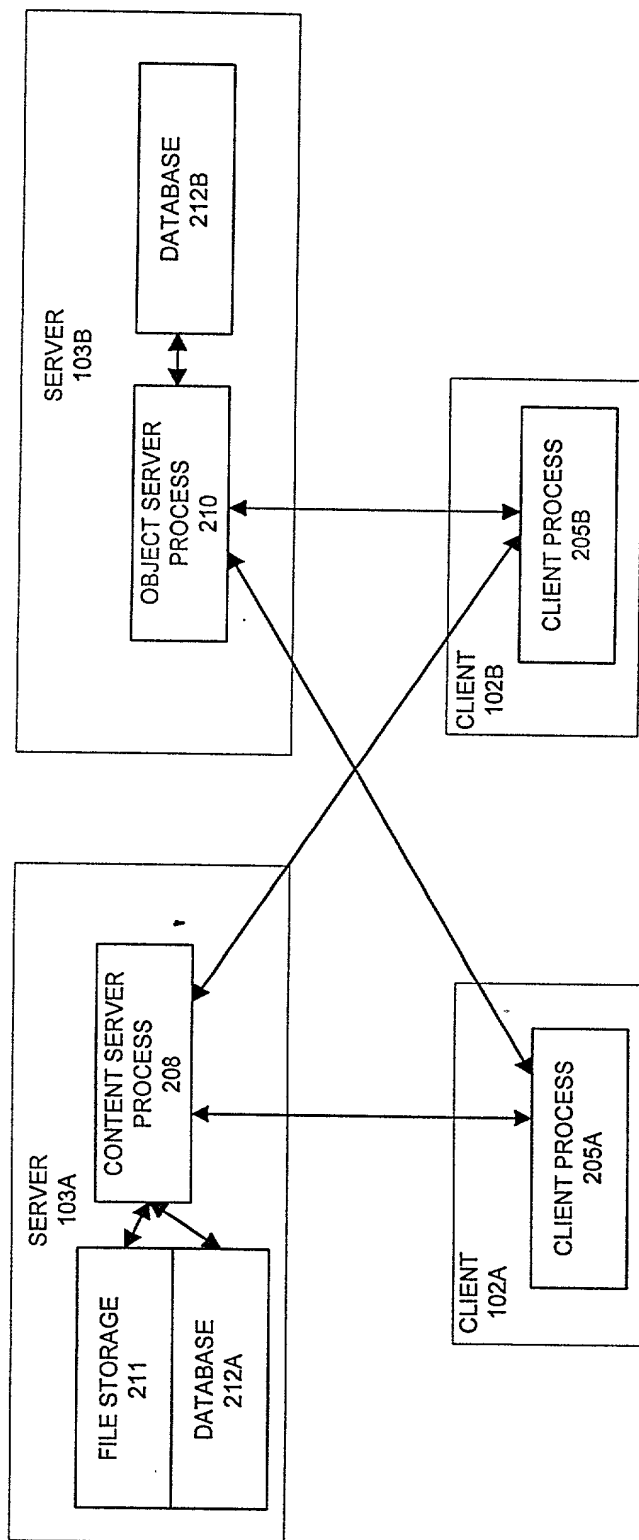 SERVER
103A
FILE STORAGE
211
DATABASE
212A
CONTENT SERVER
PROCESS
208
SERVER
103B
OBJECT SERVER
PROCESS
210
DATABASE
212B
CLIENT
102A
CLIENT PROCESS
205A
CLIENT
102B
CLIENT PROCESS
205B